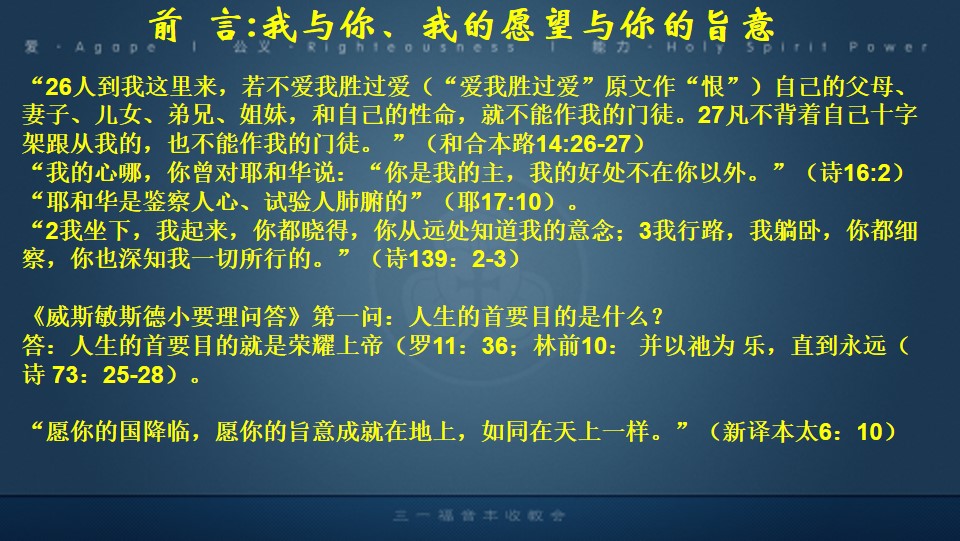 前 言:我与你、我的愿望与你的旨意
爱·Agape | 公义·Righteousness | 能力·Holy Spirit Power
“26人到我这里来，若不爱我胜过爱（“爱我胜过爱”原文作“恨”）自己的父母、
妻子、儿女、弟兄、姐妹，和自己的性命，就不能作我的门徒。27凡不背着自己十字
架跟从我的，也不能作我的门徒。 ”（和合本路14:26-27）
“我的心哪，你曾对耶和华说：“你是我的主，我的好处不在你以外。”（诗16:2）
“耶和华是鉴察人心、试验人肺腑的”（耶17:10）。
“2我坐下，我起来，你都晓得，你从远处知道我的意念；3我行路，我躺卧，你都细
察，你也深知我一切所行的。”（诗139：2-3）
《威斯敏斯德小要理问答》第一问：人生的首要目的是什么？
答：人生的首要目的就是荣耀上帝（罗11：36；林前10： 并以祂为 乐，直到永远（
诗 73：25-28）。
“愿你的国降临，愿你的旨意成就在地上，如同在天上一样。”（新译本太6：10）
三一福音丰收教会